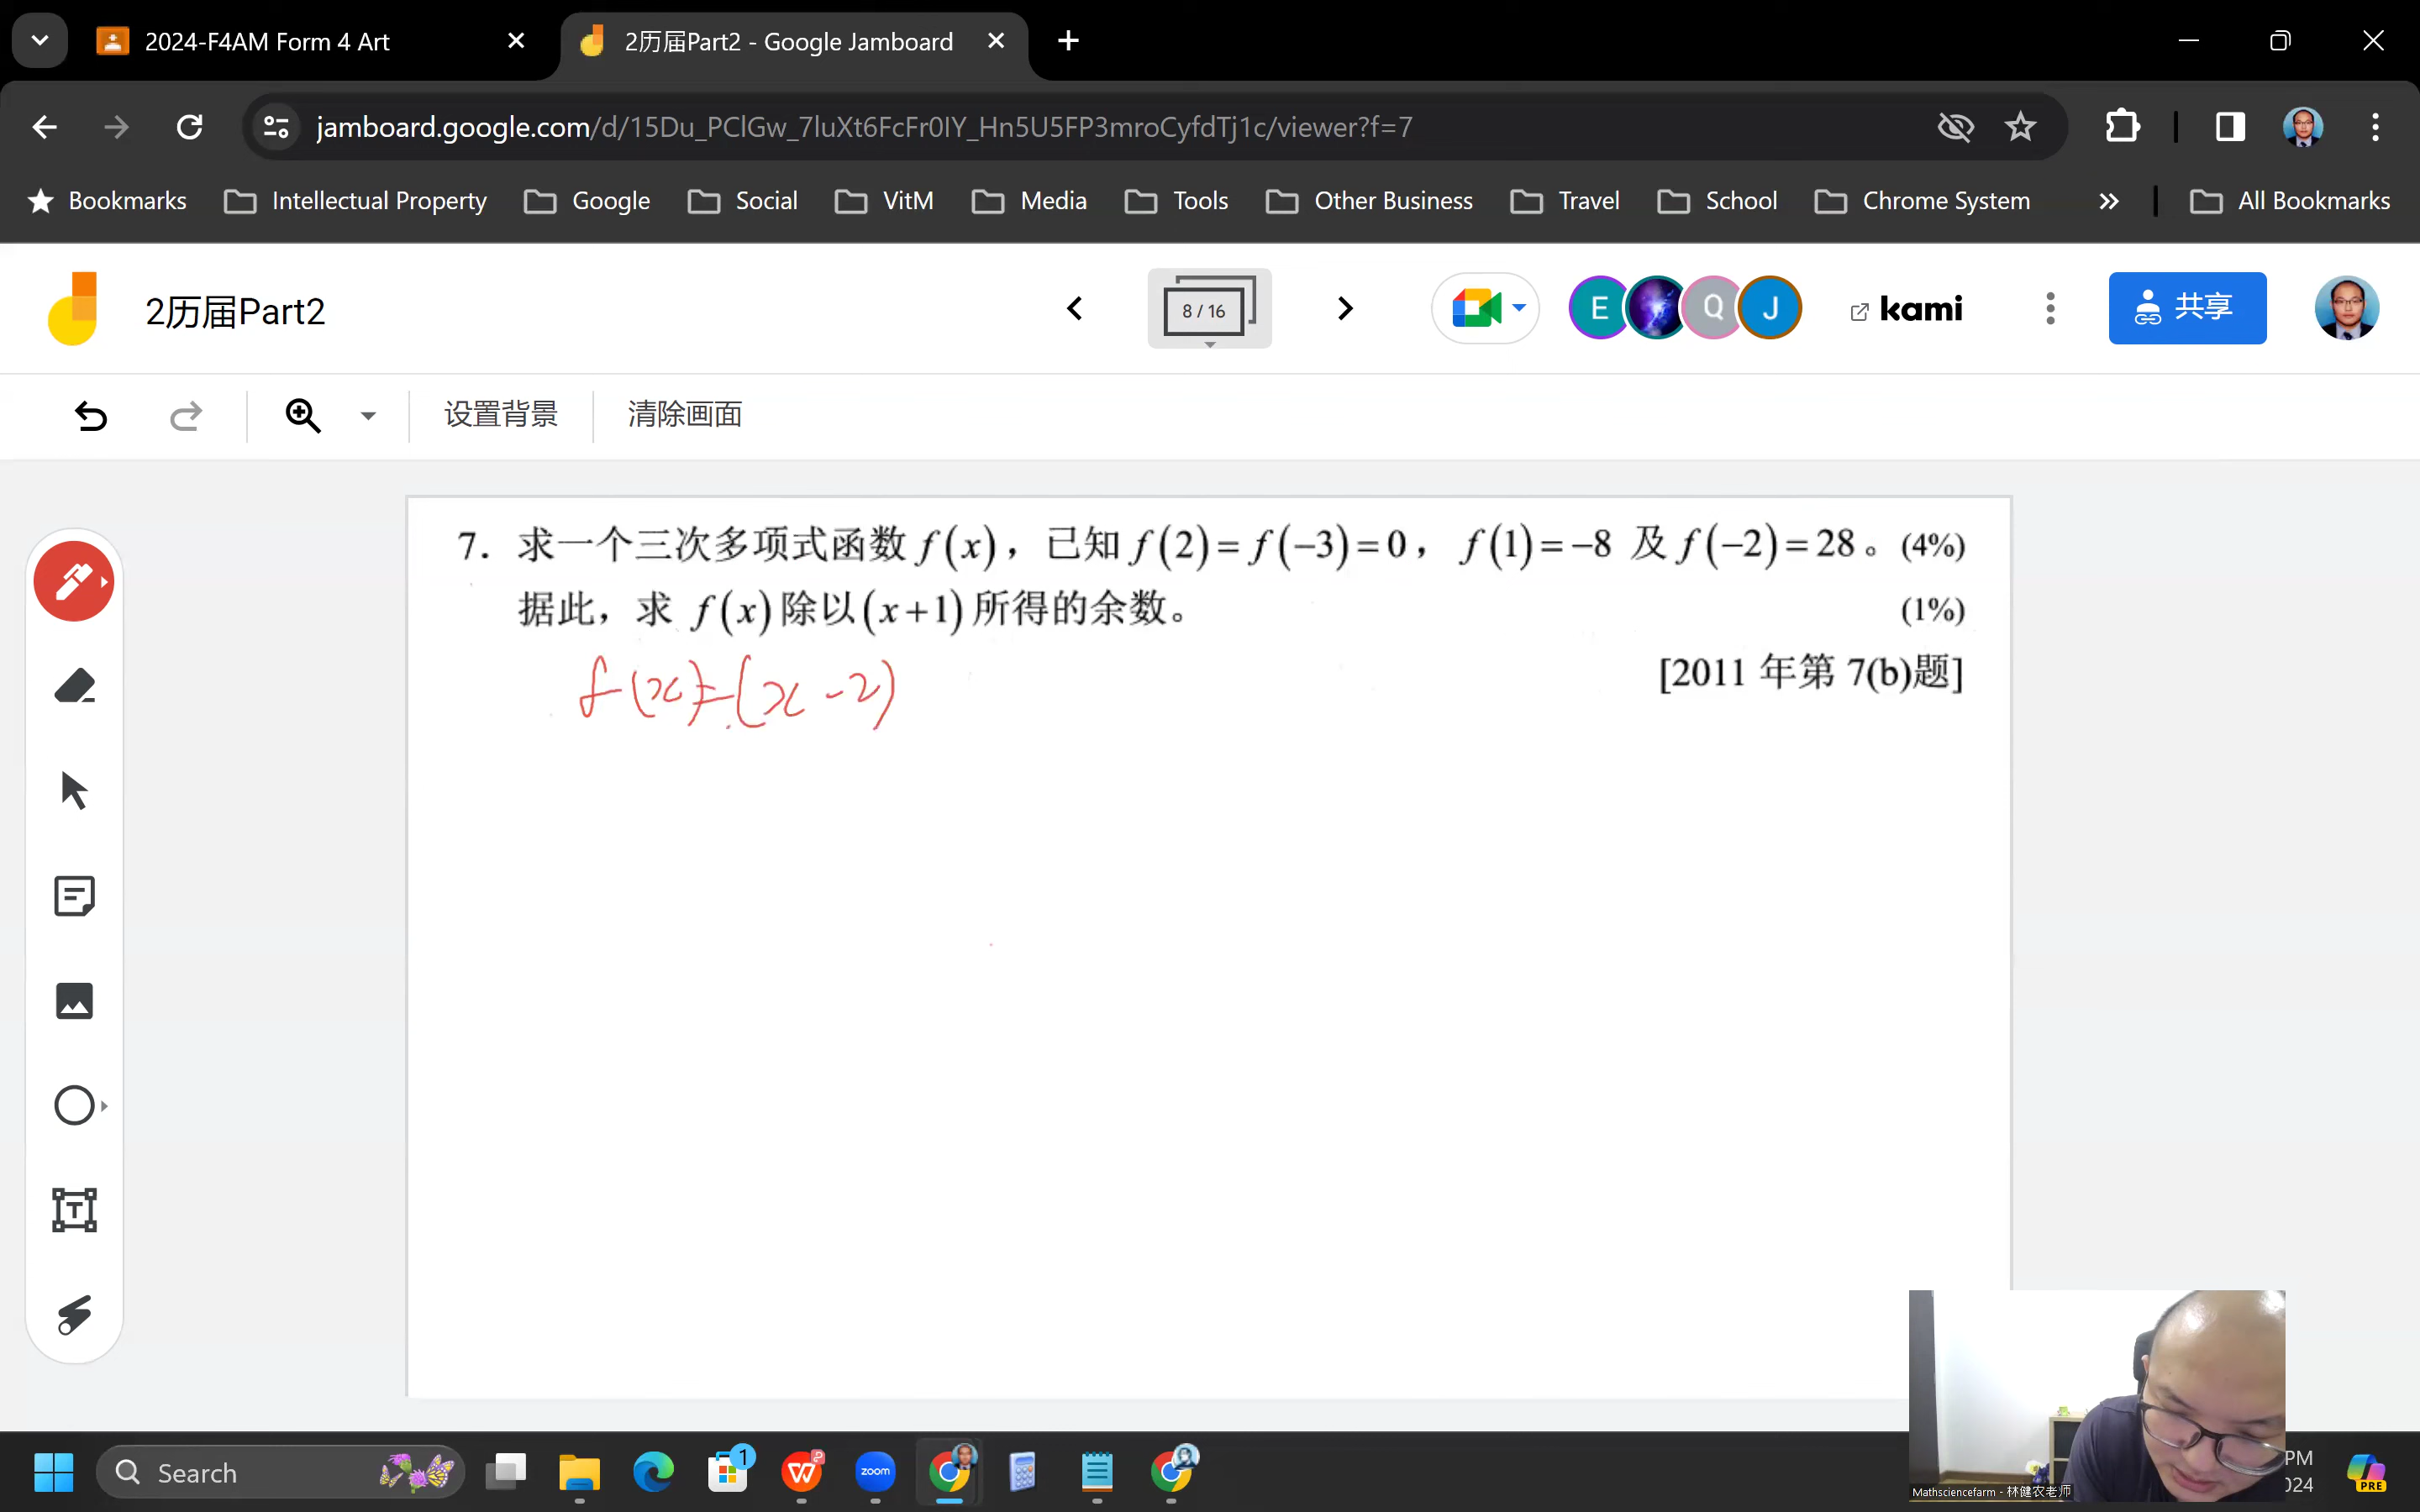 2024-F4AM Form 4 Art
2历届Part2 - Google Jamboard
jamboard.google.com/d/15Du_PClGw_7luXt6FcFr0IY_Hn5U5FP3mroCyfdTj1c/viewer?f=7
Bookmarks Intellectual Property Google Social VitM Media Tools Other Business Travel School Chrome System All Bookmarks
2历届Part2
8 / 16
E Q J
kami
共享
设置背景 清除画面
7. 求一个三次多项式函数 f(x)，已知 f(2)=f(−3)=0， f(1)=−8 及 f(−2)=28。(4%)
据此，求 f(x) 除以 (x+1) 所得的余数。 (1%)
[2011 年第 7(b)题]
f(x)=(x-2)
Mathsciencefarm - 林健农老师
Search
1
zoom
PM
024
PRE